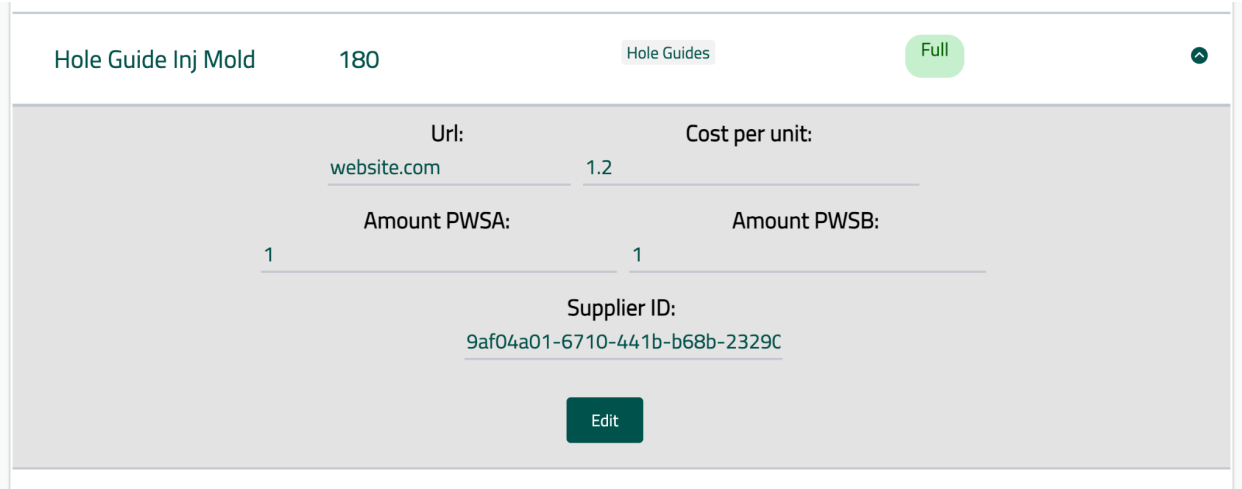 Hole Guide Inj Mold 180 Hole Guides Full
Url: Cost per unit:
website.com 1.2
Amount PWSA: Amount PWSB:
1 1
Supplier ID:
9af04a01-6710-441b-b68b-2329
Edit